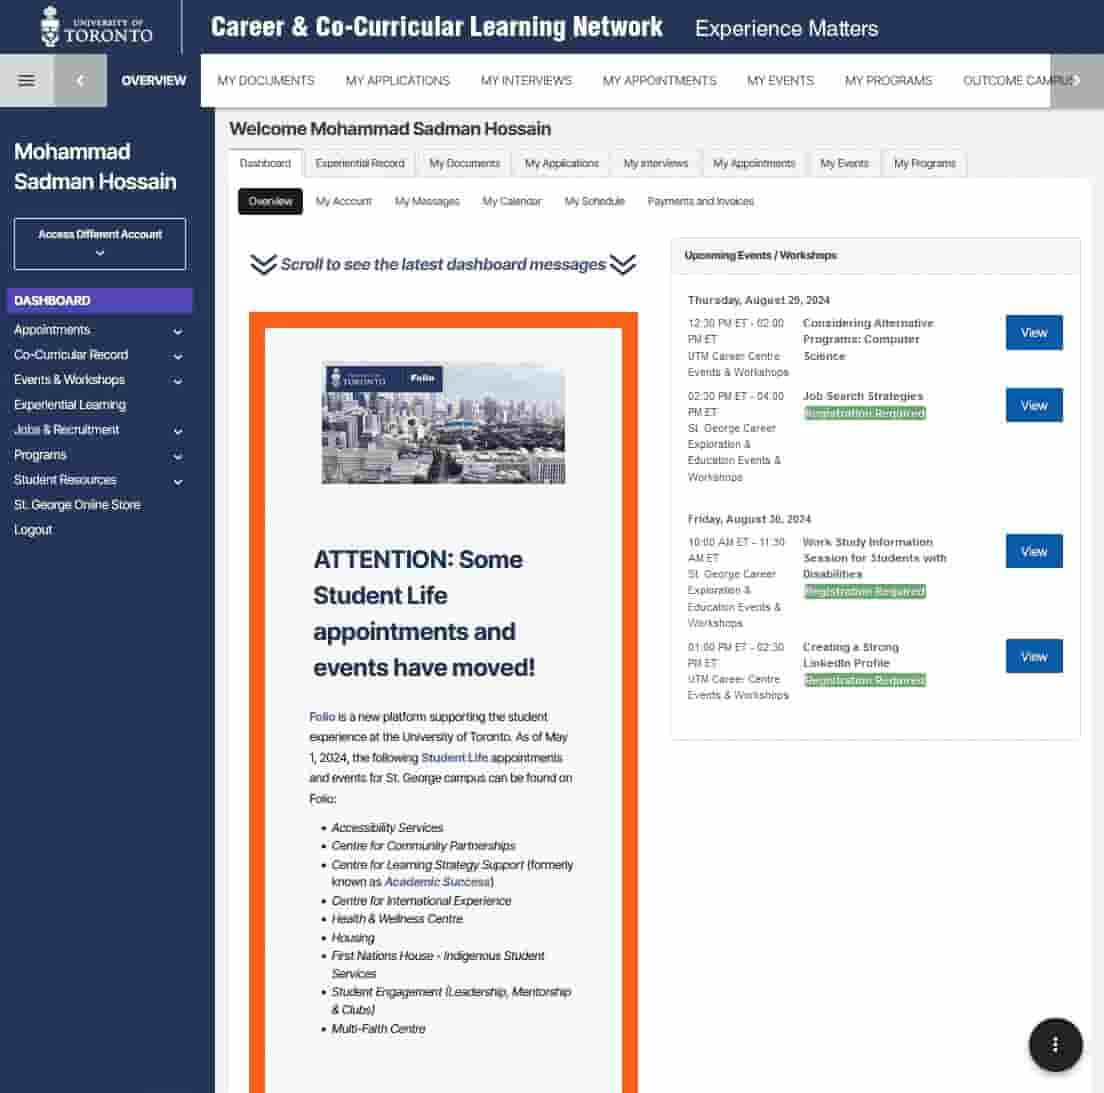 UNIVERSITY OF
TORONTO
Career & Co-Curricular Learning Network
Experience Matters
OVERVIEW
MY DOCUMENTS
MY APPLICATIONS
MY INTERVIEWS
MY APPOINTMENTS
MY EVENTS
MY PROGRAMS
OUTCOME CAMPUS
Mohammad
Sadman Hossain
Access Different Account
DASHBOARD
Appointments
Co-Curricular Record
Events & Workshops
Experiential Learning
Jobs & Recruitment
Programs
Student Resources
St. George Online Store
Logout
Welcome Mohammad Sadman Hossain
Dashboard
Experiential Record
My Documents
My Applications
My Interviews
My Appointments
My Events
My Programs
Overview
My Account
My Messages
My Calendar
My Schedule
Payments and Invoices
Scroll to see the latest dashboard messages
UNIVERSITY OF
TORONTO
Folio
ATTENTION: Some
Student Life
appointments and
events have moved!
Folio is a new platform supporting the student
experience at the University of Toronto. As of May
1, 2024, the following Student Life appointments
and events for St. George campus can be found on
Folio:
• Accessibility Services
• Centre for Community Partnerships
• Centre for Learning Strategy Support (formerly
known as Academic Success)
• Centre for International Experience
• Health & Wellness Centre
• Housing
• First Nations House - Indigenous Student
Services
• Student Engagement (Leadership, Mentorship
& Clubs)
• Multi-Faith Centre
Upcoming Events / Workshops
Thursday, August 29, 2024
12:30 PM ET - 02:00
PM ET
UTM Career Centre
Events & Workshops
Considering Alternative
Programs: Computer
Science
View
02:30 PM ET - 04:00
PM ET
St. George Career
Exploration &
Education Events &
Workshops
Job Search Strategies
Registration Required
View
Friday, August 30, 2024
10:00 AM ET - 11:30
AM ET
St. George Career
Exploration &
Education Events &
Workshops
Work Study Information
Session for Students with
Disabilities
Registration Required
View
01:00 PM ET - 02:30
PM ET
UTM Career Centre
Events & Workshops
Creating a Strong
LinkedIn Profile
Registration Required
View